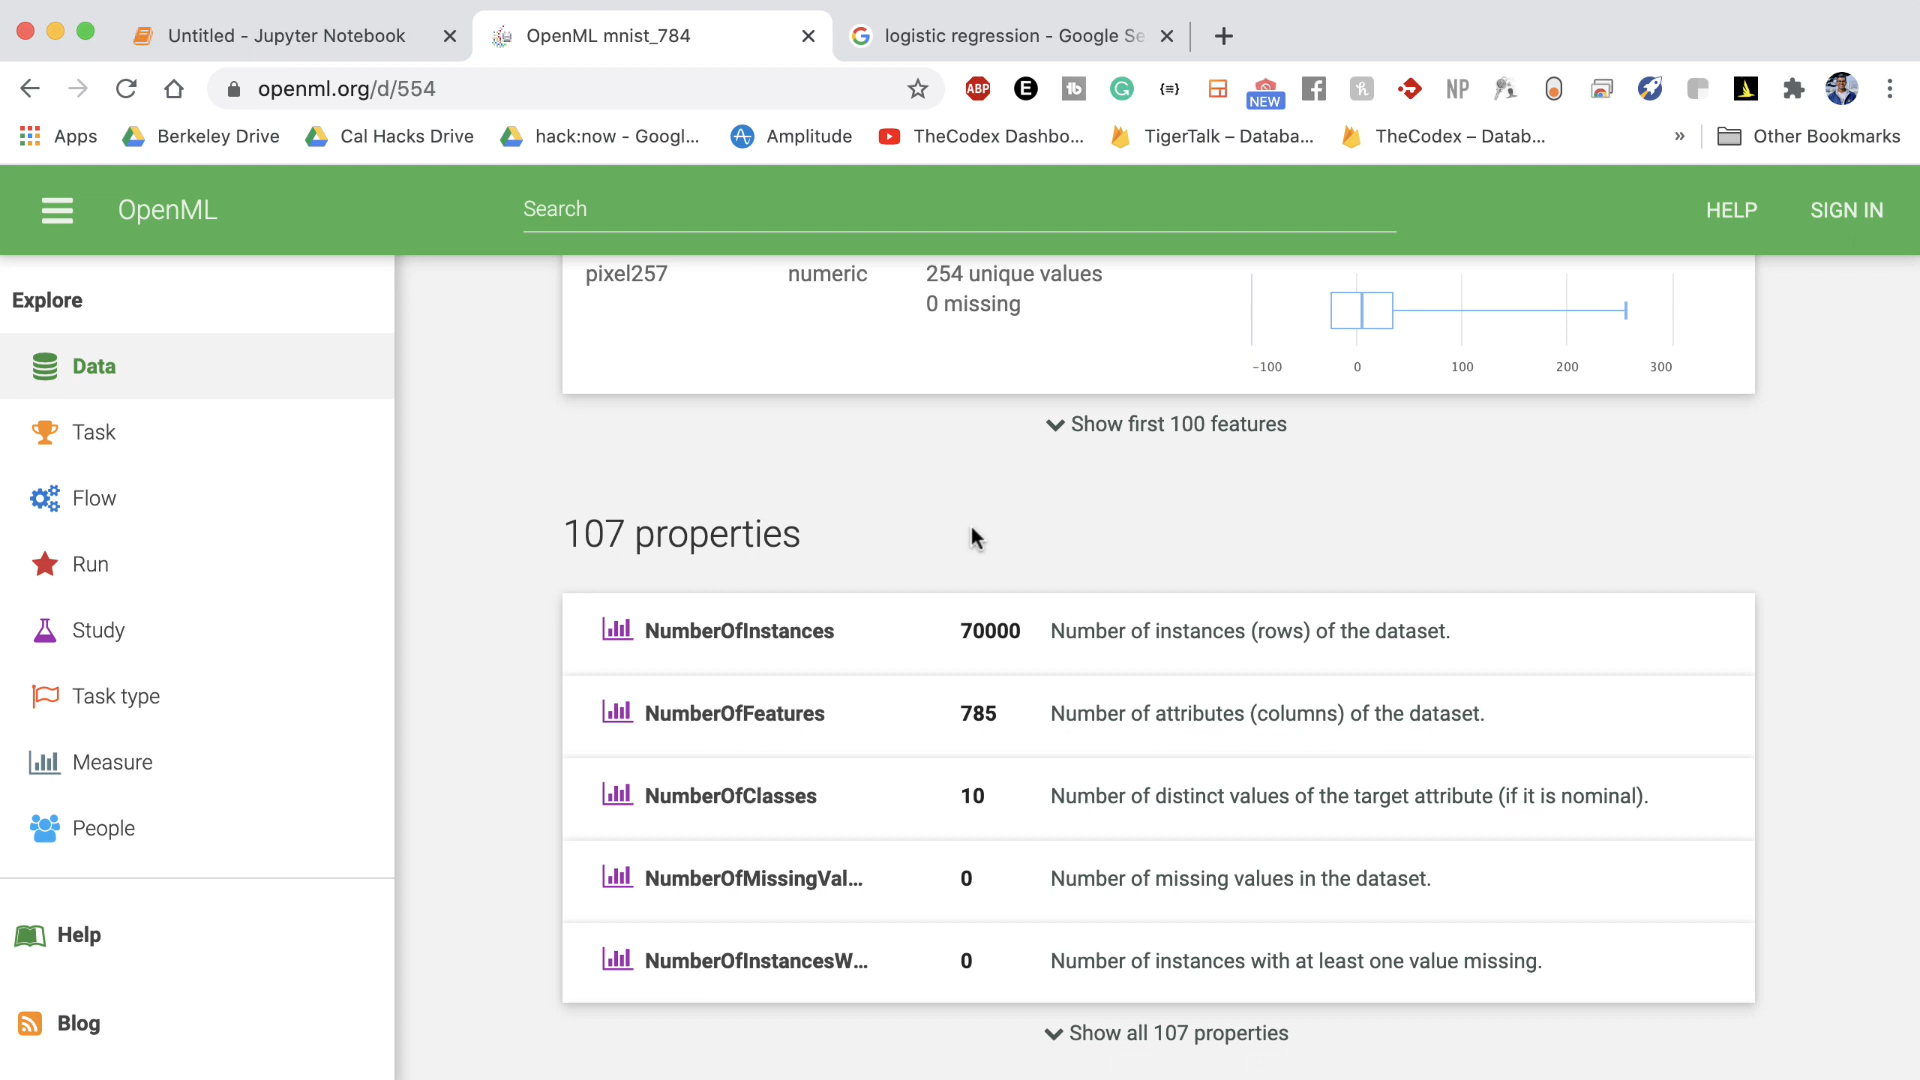 Untitled - Jupyter Notebook
OpenML mnist_784
logistic regression - Google Se
openml.org/d/554
ABP
E
tb
{≡}
NEW
NP
Apps
Berkeley Drive
Cal Hacks Drive
hack:now - Googl...
Amplitude
TheCodex Dashbo...
TigerTalk – Databa...
TheCodex – Datab...
»
Other Bookmarks
OpenML
Search
HELP
SIGN IN
Explore
Data
Task
Flow
Run
Study
Task type
Measure
People
Help
Blog
pixel257
numeric
254 unique values
0 missing
-100
0
100
200
300
Show first 100 features
107 properties
NumberOfInstances 70000 Number of instances (rows) of the dataset.
NumberOfFeatures 785 Number of attributes (columns) of the dataset.
NumberOfClasses 10 Number of distinct values of the target attribute (if it is nominal).
NumberOfMissingVal... 0 Number of missing values in the dataset.
NumberOfInstancesW... 0 Number of instances with at least one value missing.
Show all 107 properties